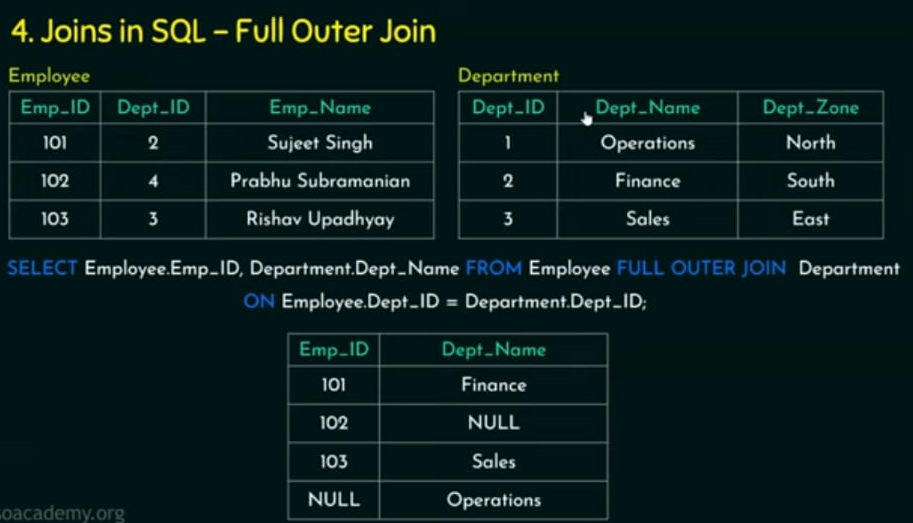 4. Joins in SQL – Full Outer Join
Employee
Emp_ID Dept_ID Emp_Name
101 2 Sujeet Singh
102 4 Prabhu Subramanian
103 3 Rishav Upadhyay
Department
Dept_ID Dept_Name Dept_Zone
1 Operations North
2 Finance South
3 Sales East
SELECT Employee.Emp_ID, Department.Dept_Name FROM Employee FULL OUTER JOIN Department
ON Employee.Dept_ID = Department.Dept_ID;
Emp_ID Dept_Name
101 Finance
102 NULL
103 Sales
NULL Operations
soacademy.org